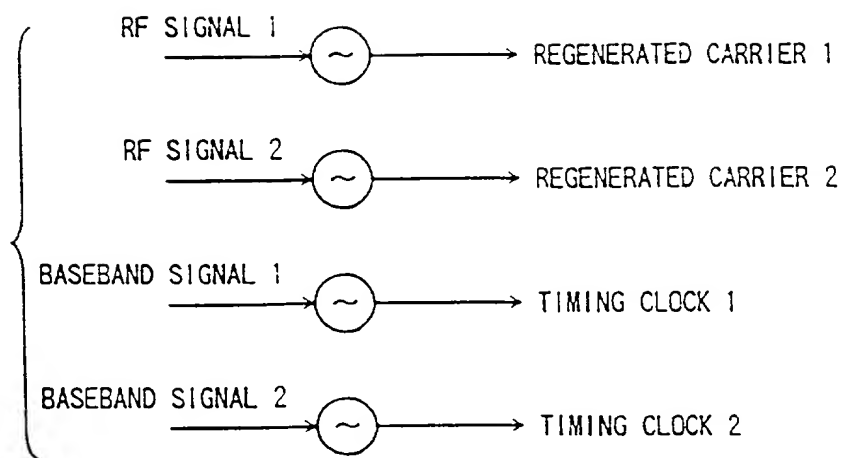 RF SIGNAL 1
REGENERATED CARRIER 1
RF SIGNAL 2
REGENERATED CARRIER 2
BASEBAND SIGNAL 1
TIMING CLOCK 1
BASEBAND SIGNAL 2
TIMING CLOCK 2